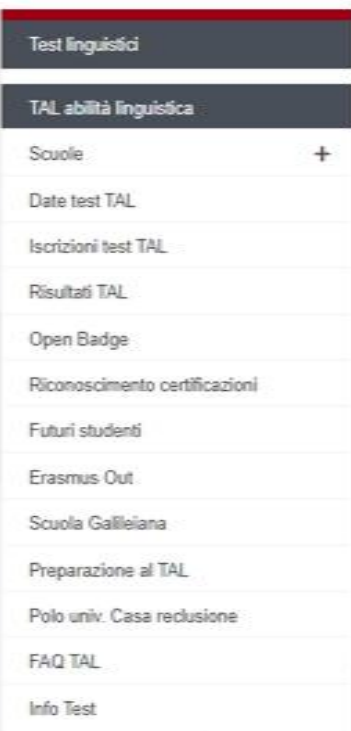 Test linguistici
TAL abilità linguistica
Scuole +
Date test TAL
Iscrizioni test TAL
Risultati TAL
Open Badge
Riconoscimento certificazioni
Futuri studenti
Erasmus Out
Scuola Galileiana
Preparazione al TAL
Polo univ. Casa reclusione
FAQ TAL
Info Test